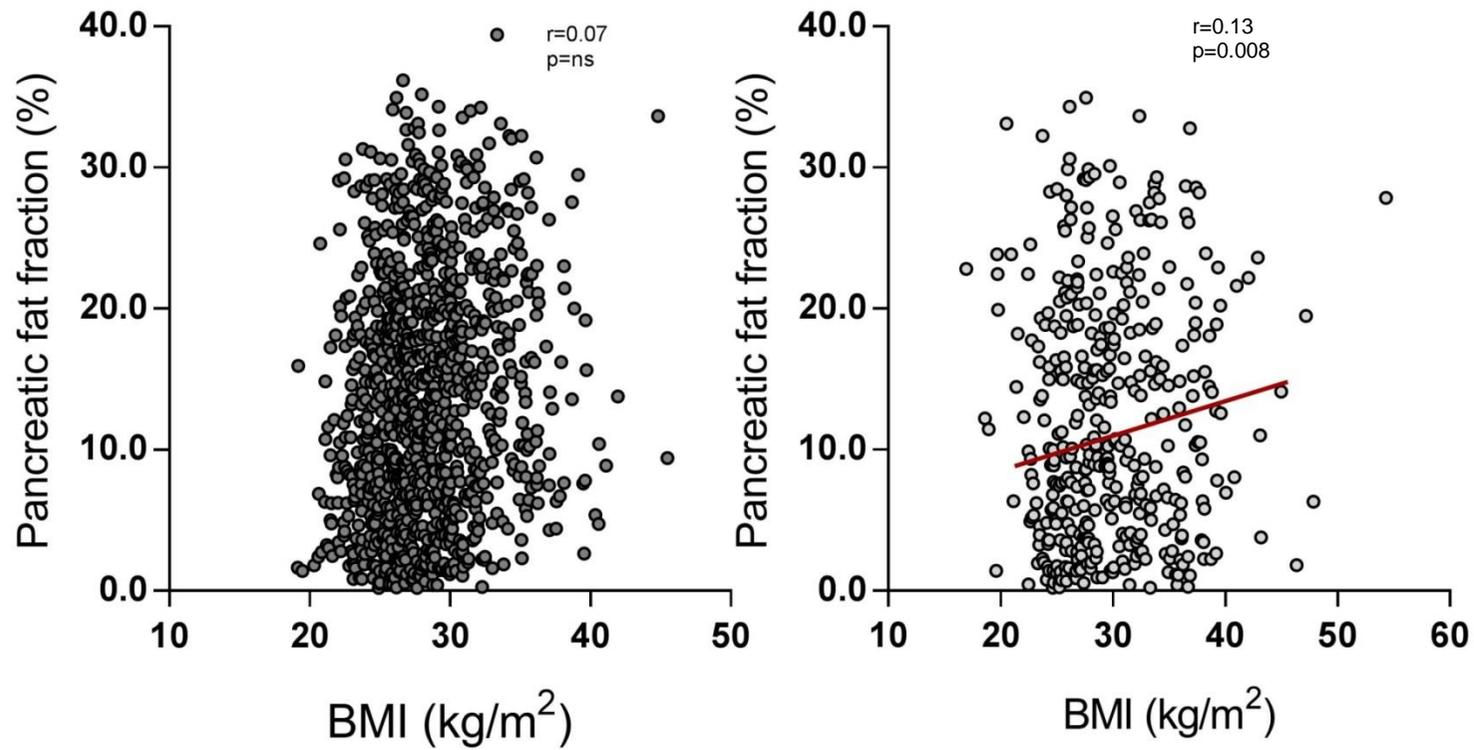 Pancreatic fat fraction (%)
40.0
30.0
20.0
10.0
0.0
r=0.07
p=ns
10 20 30 40 50
BMI (kg/m²)
Pancreatic fat fraction (%)
40.0
30.0
20.0
10.0
0.0
r=0.13
p=0.008
10 20 30 40 50 60
BMI (kg/m²)